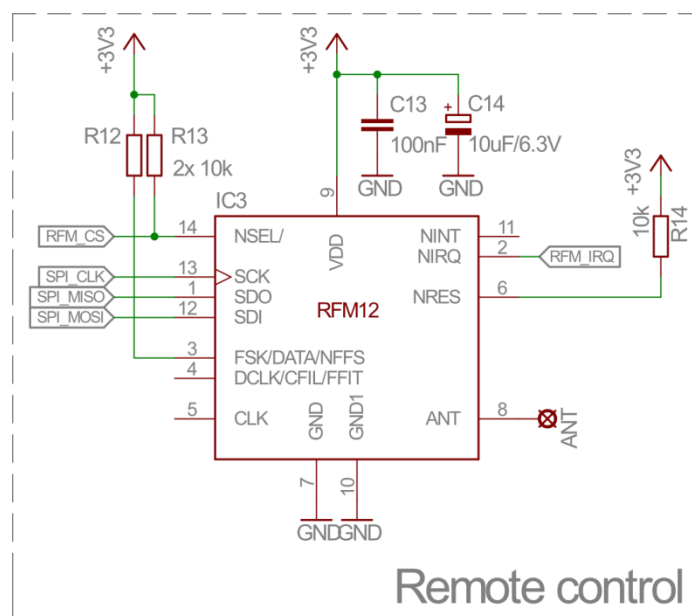 +3V3
+3V3
C13
100nF
C14
+
10uF/6.3V
R12
R13
2x 10k
GND
GND
+3V3
10k
R14
IC3
9
VDD
RFM_CS
14
NSEL/
NINT
11
NIRQ
2
RFM_IRQ
SPI_CLK
13
SCK
SPI_MISO
1
SDO
RFM12
NRES
6
SPI_MOSI
12
SDI
3
FSK/DATA/NFFS
4
DCLK/CFIL/FFIT
5
CLK
GND
GND1
ANT
8
ANT
7
10
GND
GND
Remote control